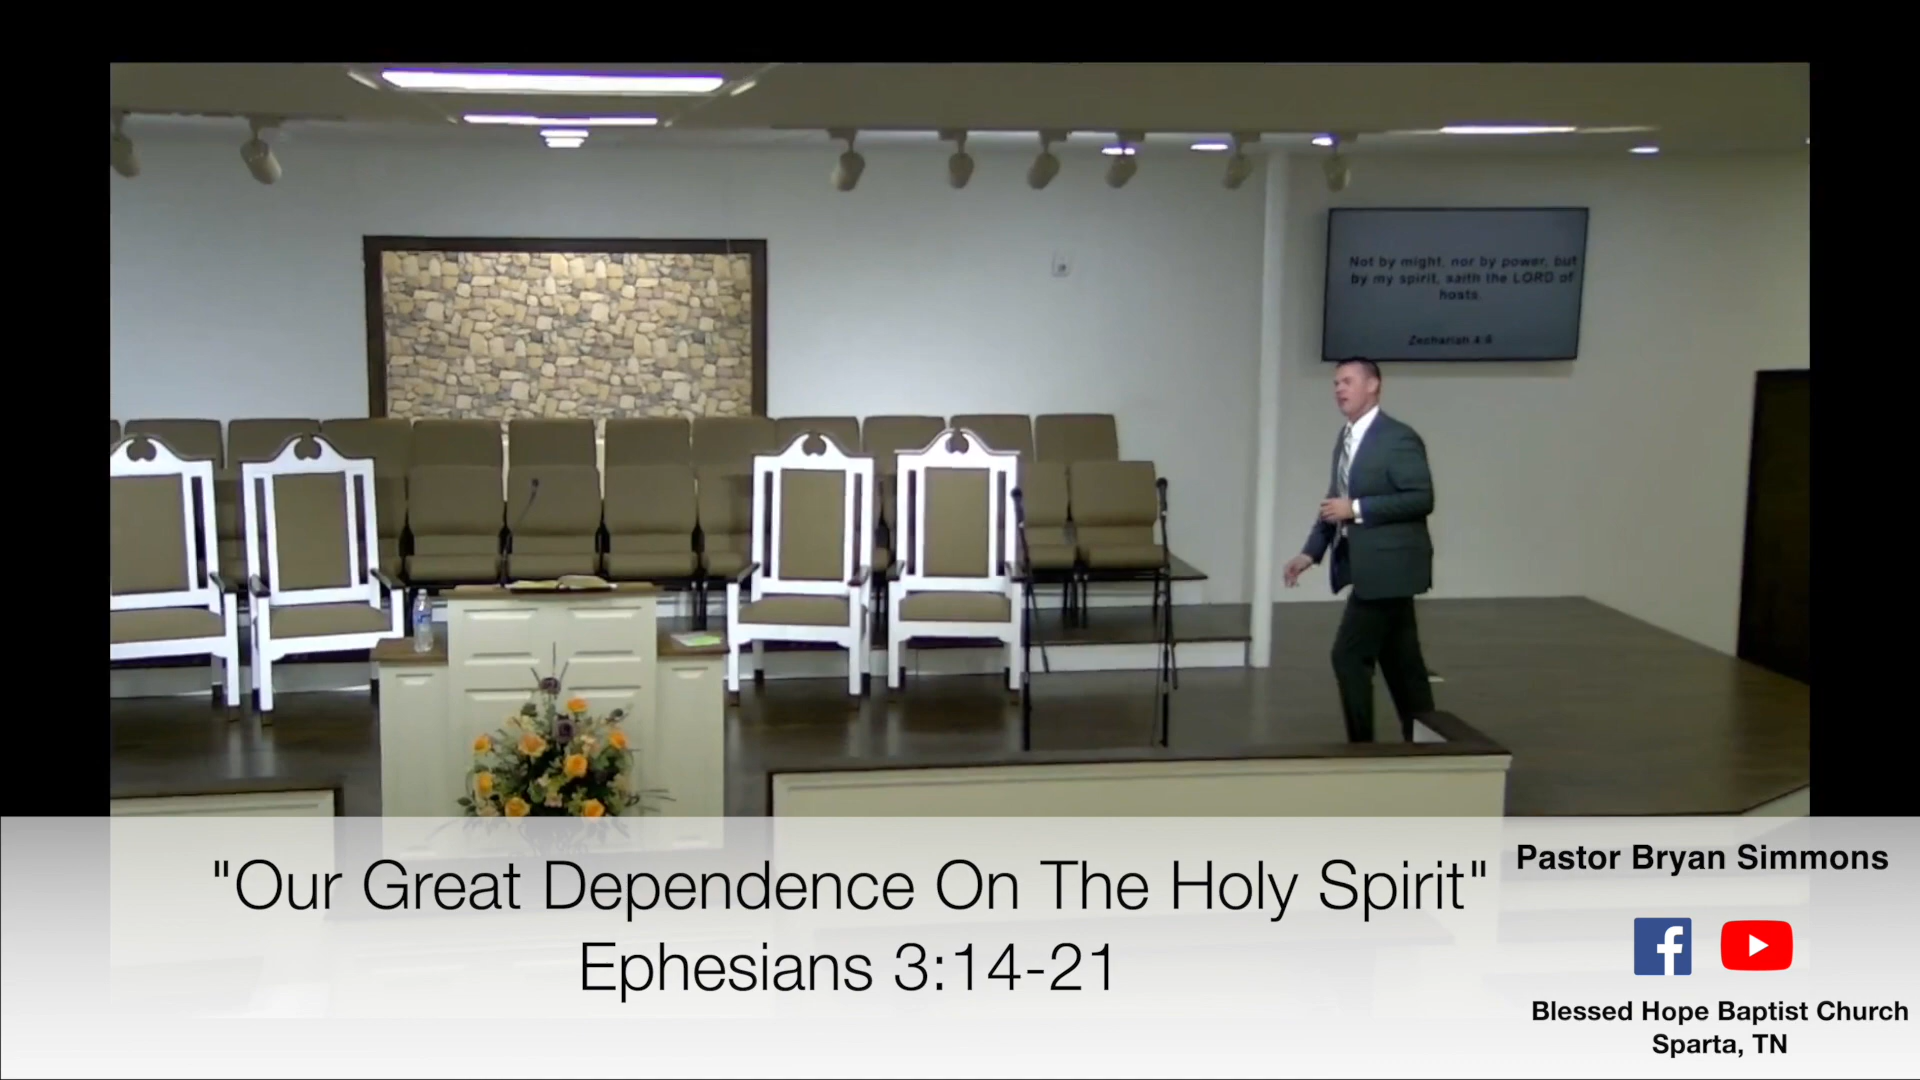 Not by might, nor by power, but
by my spirit, saith the LORD of
hosts.
Zechariah 4:6
"Our Great Dependence On The Holy Spirit"
Ephesians 3:14-21
Pastor Bryan Simmons
Blessed Hope Baptist Church
Sparta, TN